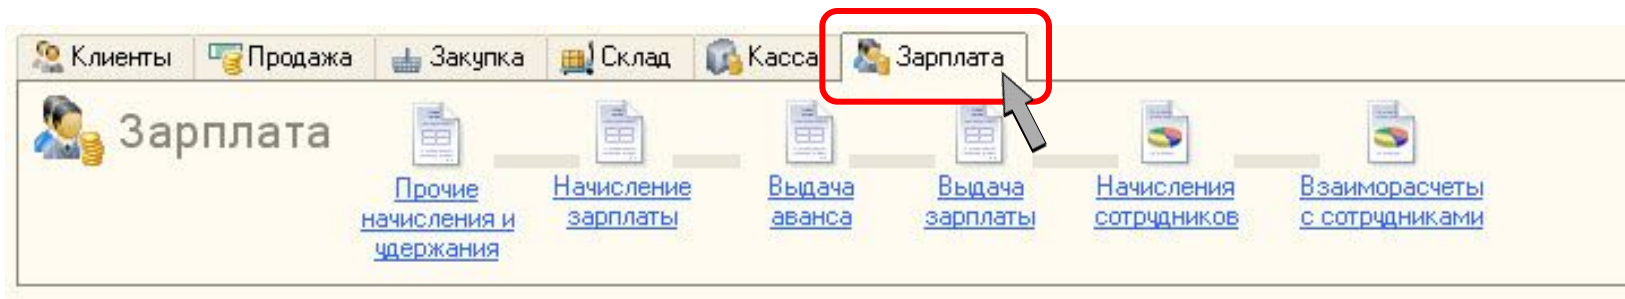 Клиенты Продажа Закупка Склад Касса Зарплата
Зарплата
Прочие
начисления и
удержания
Начисление
зарплаты
Выдача
аванса
Выдача
зарплаты
Начисления
сотрудников
Взаиморасчеты
с сотрудниками